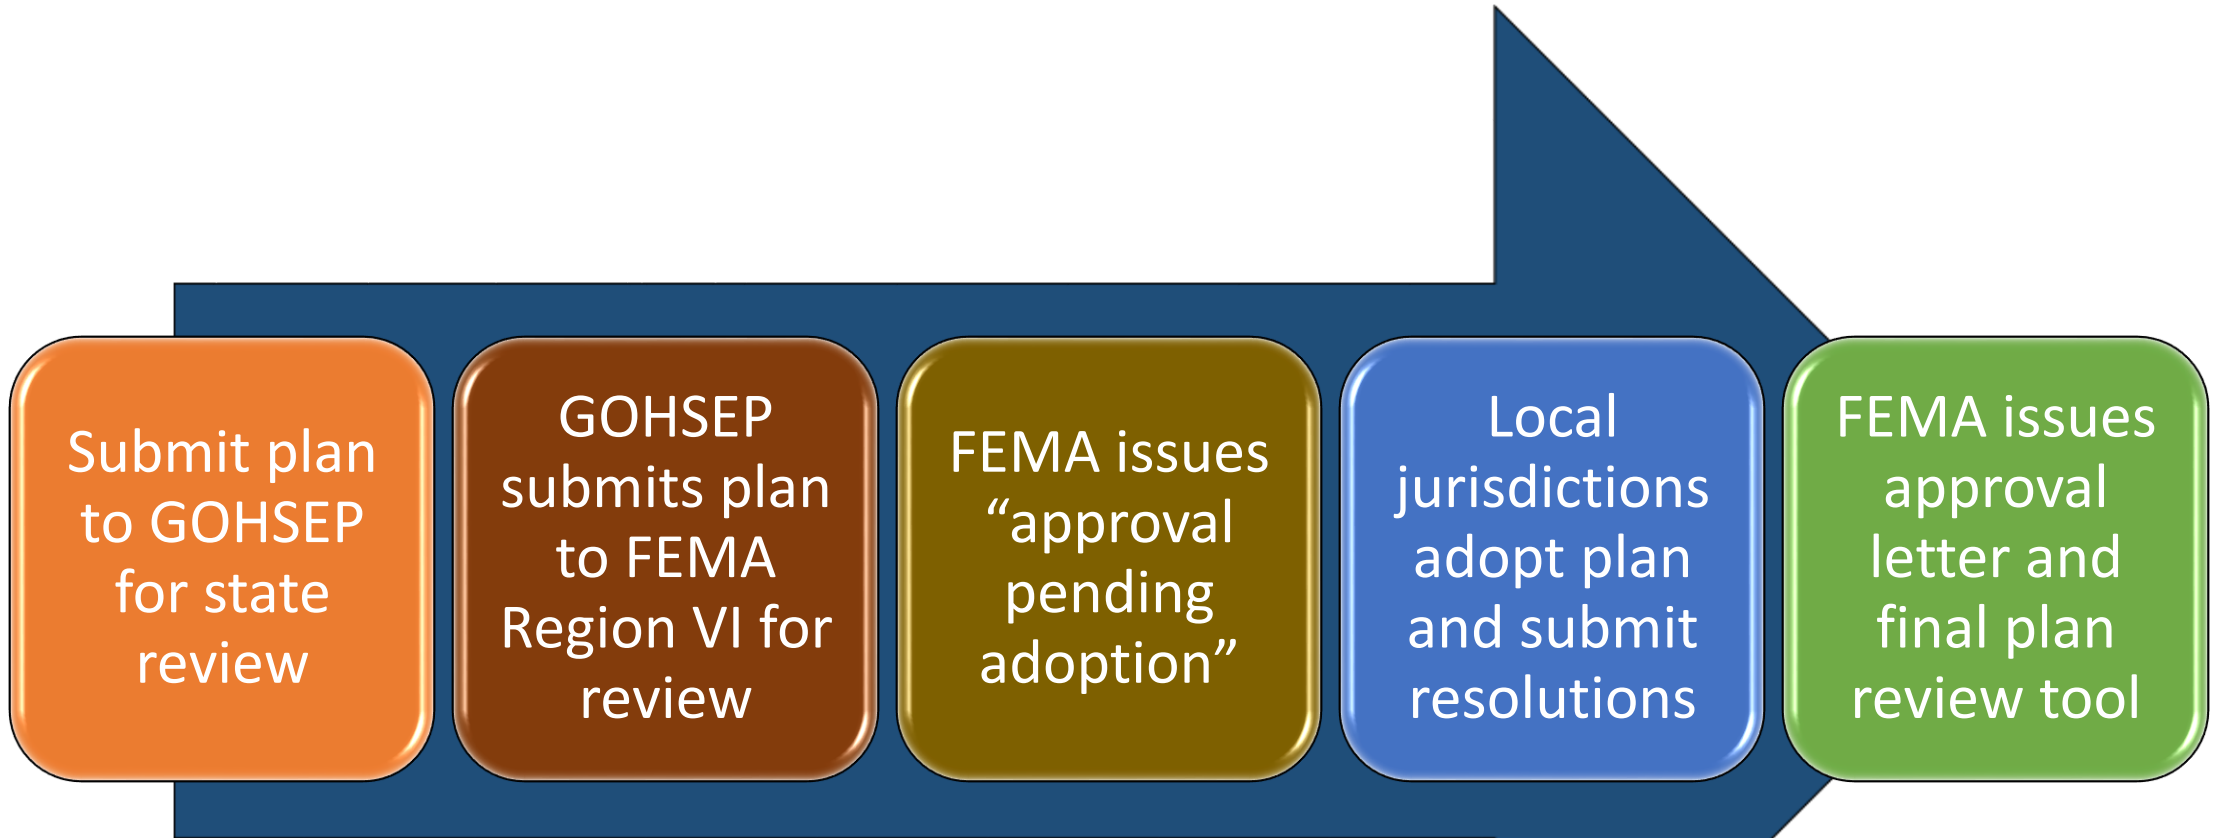 Submit plan
to GOHSEP
for state
review
GOHSEP
submits plan
to FEMA
Region VI for
review
FEMA issues
“approval
pending
adoption”
Local
jurisdictions
adopt plan
and submit
resolutions
FEMA issues
approval
letter and
final plan
review tool